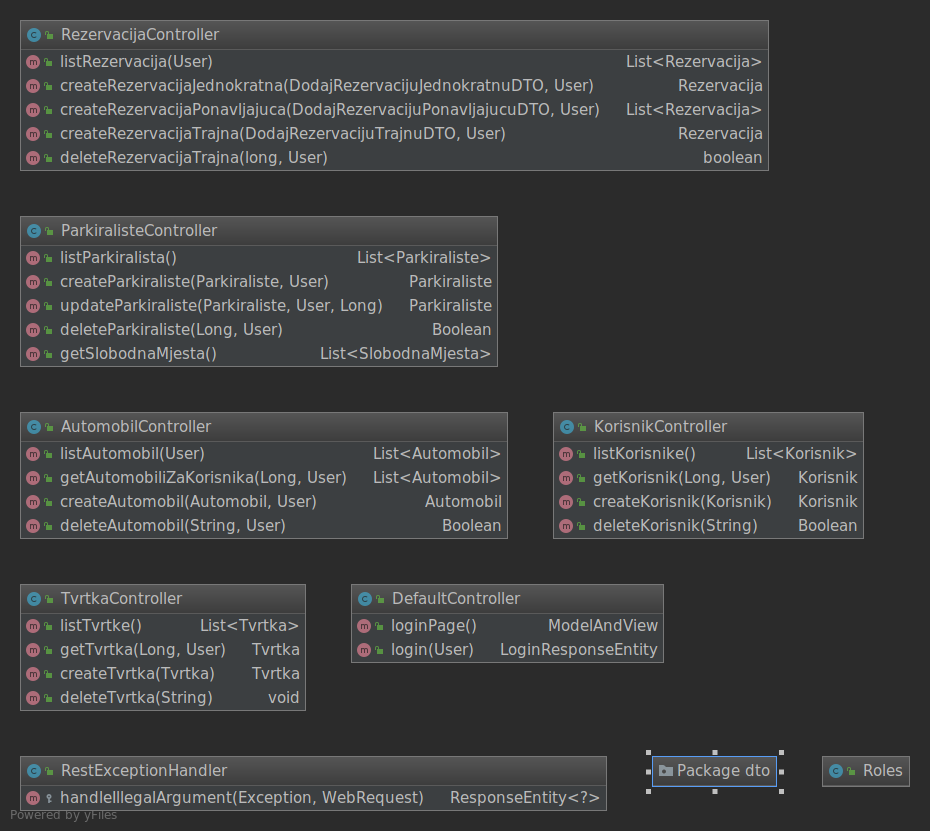 RezervacijaController
listRezervacija(User) List<Rezervacija>
createRezervacijaJednokratna(DodajRezervacijuJednokratnuDTO, User) Rezervacija
createRezervacijaPonavljajuca(DodajRezervacijuPonavljajucuDTO, User) List<Rezervacija>
createRezervacijaTrajna(DodajRezervacijuTrajnuDTO, User) Rezervacija
deleteRezervacijaTrajna(long, User) boolean
ParkiralisteController
listParkiralista() List<Parkiraliste>
createParkiraliste(Parkiraliste, User) Parkiraliste
updateParkiraliste(Parkiraliste, User, Long) Parkiraliste
deleteParkiraliste(Long, User) Boolean
getSlobodnaMjesta() List<SlobodnaMjesta>
AutomobilController
listAutomobil(User) List<Automobil>
getAutomobiliZaKorisnika(Long, User) List<Automobil>
createAutomobil(Automobil, User) Automobil
deleteAutomobil(String, User) Boolean
KorisnikController
listKorisnike() List<Korisnik>
getKorisnik(Long, User) Korisnik
createKorisnik(Korisnik) Korisnik
deleteKorisnik(String) Boolean
TvrtkaController
listTvrtke() List<Tvrtka>
getTvrtka(Long, User) Tvrtka
createTvrtka(Tvrtka) Tvrtka
deleteTvrtka(String) void
DefaultController
loginPage() ModelAndView
login(User) LoginResponseEntity
RestExceptionHandler
handleIllegalArgument(Exception, WebRequest) ResponseEntity<?>
Package dto
Roles
Powered by yFiles